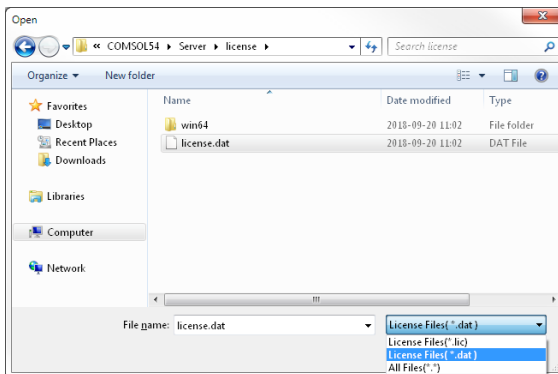 Open
« COMSOL54 ▸ Server ▸ license ▸
Search license
Organize ▾ New folder
Name Date modified Type
Favorites
Desktop
Recent Places
Downloads
Libraries
Computer
Network
win64 2018-09-20 11:02 File folder
license.dat 2018-09-20 11:02 DAT File
File name: license.dat
License Files( *.dat )
License Files(*.lic)
License Files( *.dat )
All Files(*.*)